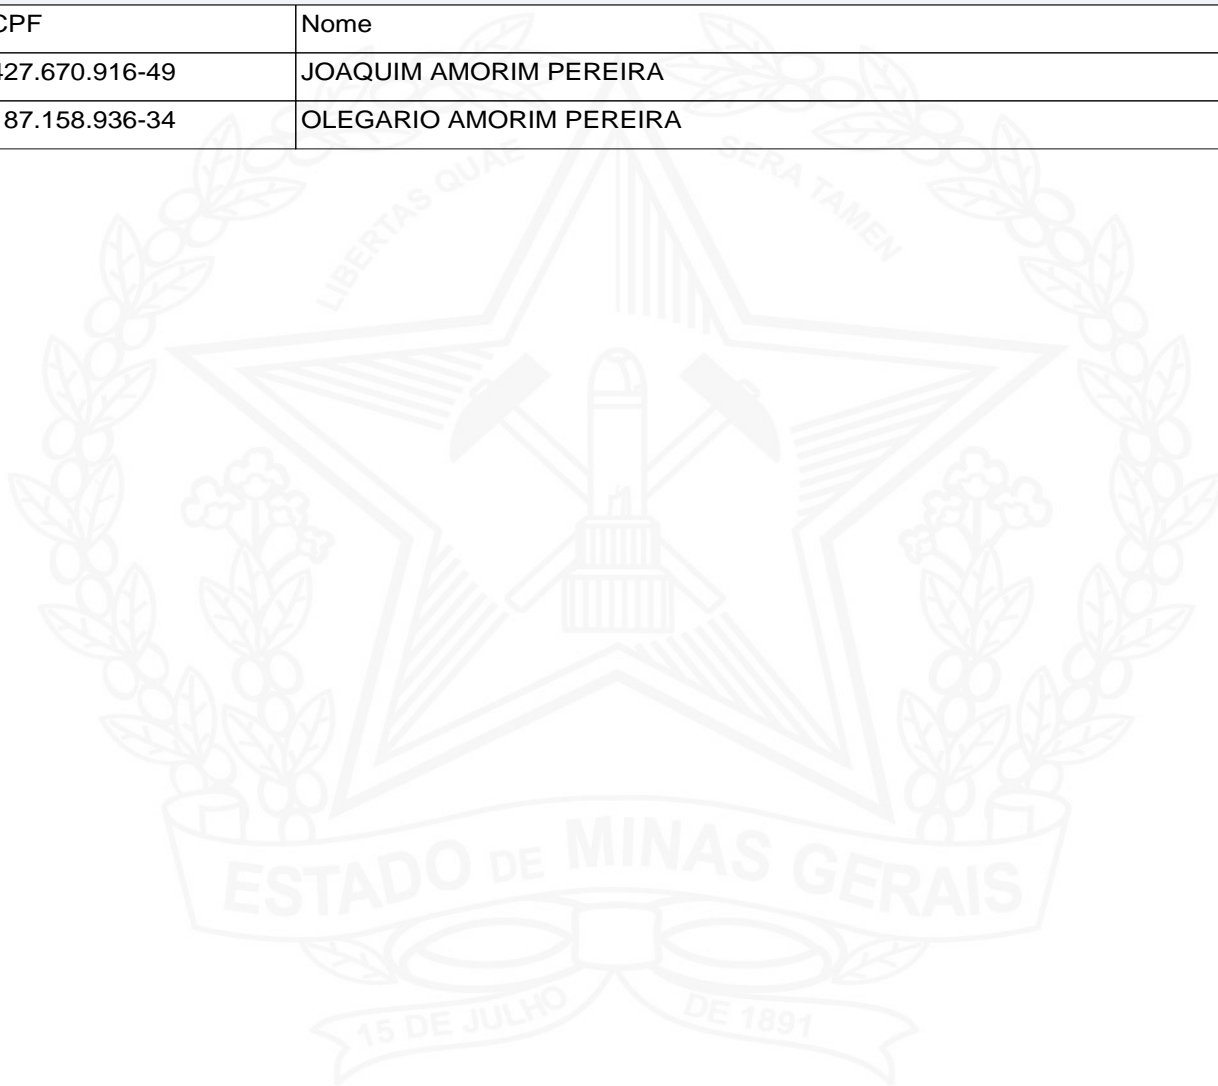 CPF Nome
427.670.916-49 JOAQUIM AMORIM PEREIRA
87.158.936-34 OLEGARIO AMORIM PEREIRA
LIBERTAS QUAE SERA TAMEN
ESTADO DE MINAS GERAIS
15 DE JULHO DE 1891